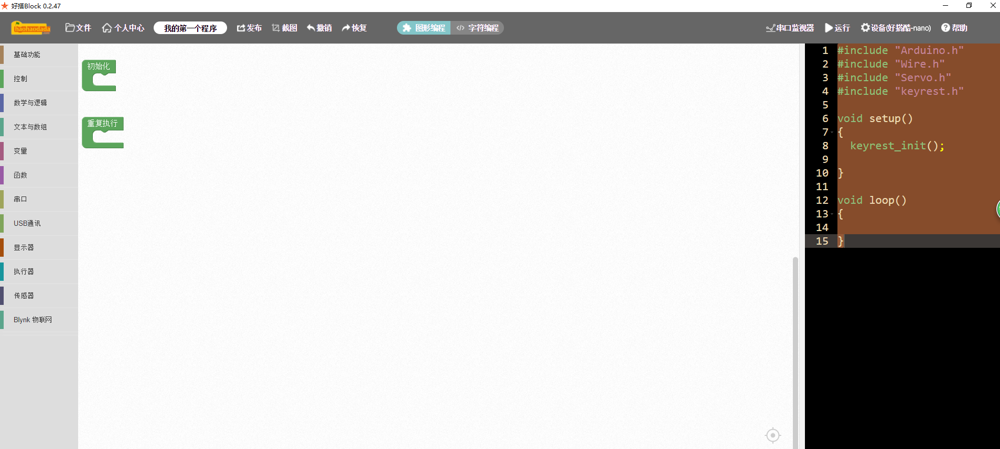 好搭Block 0.2.47
haohaodada 文件 个人中心 我的第一个程序 发布 截图 撤销 恢复 图形编程 </> 字符编程 串口监视器 运行 设备(好搭酷-nano) 帮助
基础功能
控制
数学与逻辑
文本与数组
变量
函数
串口
USB通讯
显示器
执行器
传感器
Blynk 物联网
初始化
重复执行
1 #include "Arduino.h"
2 #include "Wire.h"
3 #include "Servo.h"
4 #include "keyrest.h"
5
6 void setup()
7 {
8   keyrest_init();
9
10 }
11
12 void loop()
13 {
14
15 }